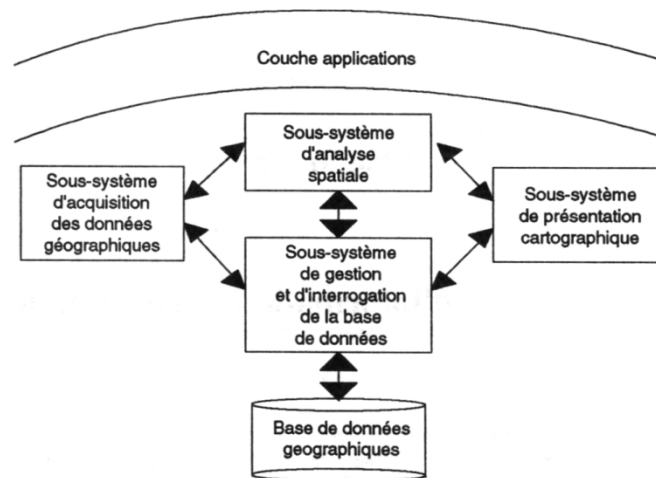 Couche applications
Sous-système
d'analyse
spatiale
Sous-système
d'acquisition
des données
géographiques
Sous-système
de présentation
cartographique
Sous-système
de gestion
et d'interrogation
de la base
de données
Base de données
geographiques